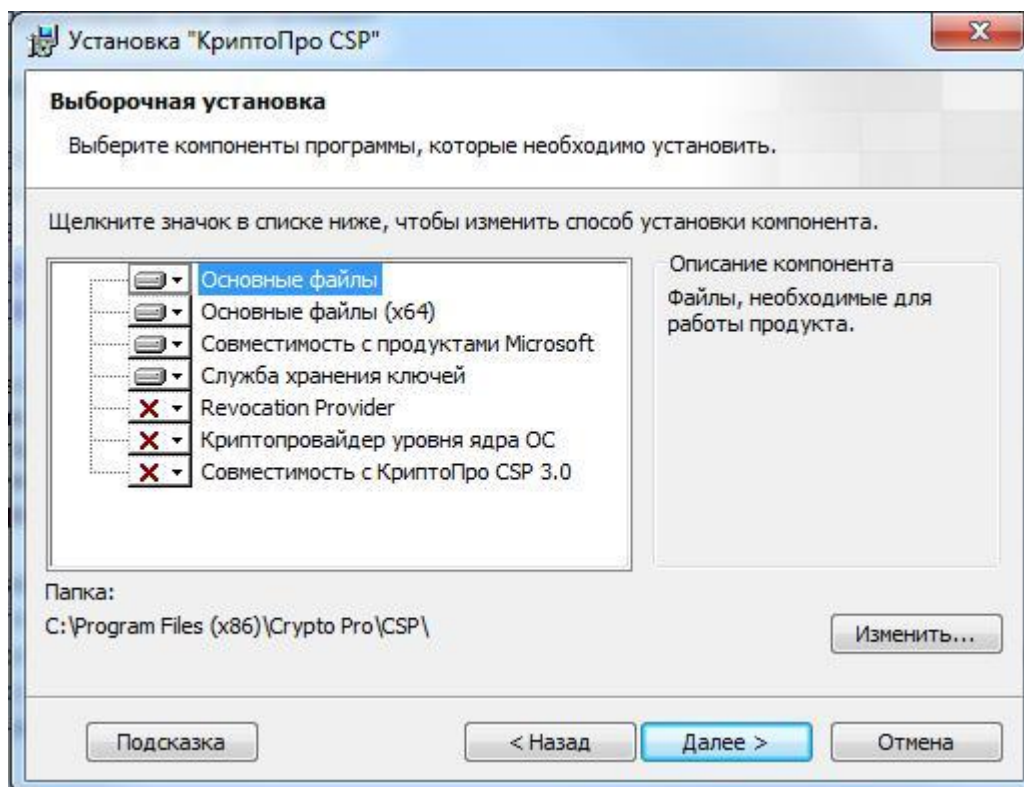 Установка "КриптоПро CSP"
Выборочная установка
Выберите компоненты программы, которые необходимо установить.
Щелкните значок в списке ниже, чтобы изменить способ установки компонента.
Основные файлы
Основные файлы (x64)
Совместимость с продуктами Microsoft
Служба хранения ключей
Revocation Provider
Криптопровайдер уровня ядра ОС
Совместимость с КриптоПро CSP 3.0
Описание компонента
Файлы, необходимые для
работы продукта.
Папка:
C:\Program Files (x86)\Crypto Pro\CSP\
Изменить...
Подсказка
< Назад
Далее >
Отмена